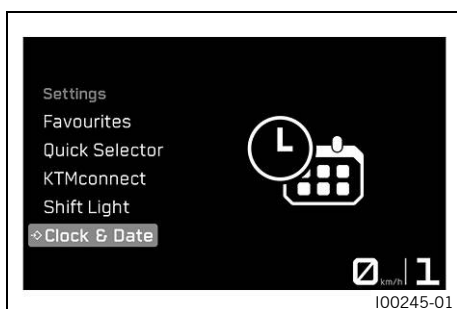 Settings
Favourites
Quick Selector
KTMconnect
Shift Light
Clock & Date
0 km/h 1
I00245-01